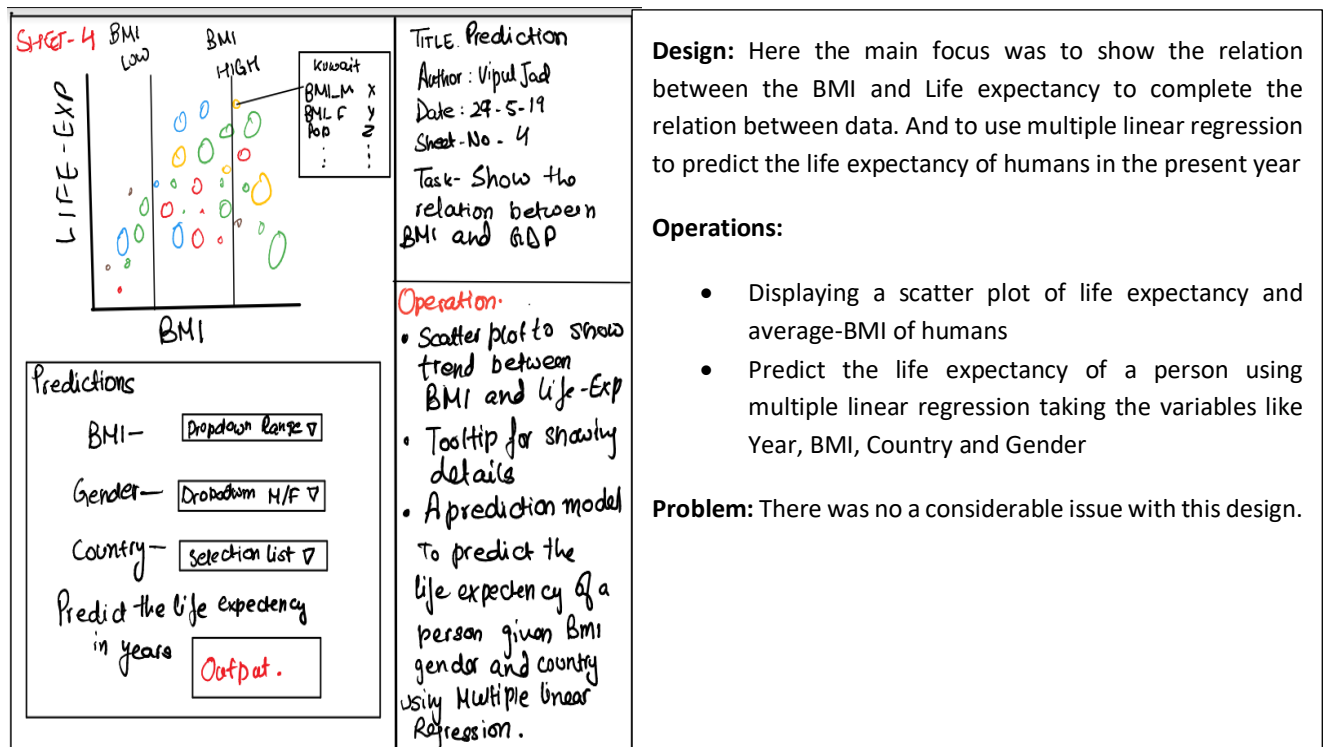 SHEET-4
BMI
LOW
BMI
HIGH
LIFE-EXP
BMI
Kuwait
BMI_M X
BMI_F Y
POP Z
: :
Predictions
BMI- Dropdown Range ▽
Gender- Dropdown M/F ▽
Country- Selection list ▽
Predict the life expectency
in years
Output.
TITLE. Prediction
Author: Vipul Jad
Date: 29-5-19
Sheet-No - 4
Task- Show the
relation between
BMI and GDP
Operation.
• Scatter plot to show
trend between
BMI and Life-Exp
• Tooltip for showing
details
• A prediction model
To predict the
life expectency of a
person given BMI
gender and country
using Multiple linear
Regression.
Design: Here the main focus was to show the relation
between the BMI and Life expectancy to complete the
relation between data. And to use multiple linear regression
to predict the life expectancy of humans in the present year
Operations:
• Displaying a scatter plot of life expectancy and
average-BMI of humans
• Predict the life expectancy of a person using
multiple linear regression taking the variables like
Year, BMI, Country and Gender
Problem: There was no a considerable issue with this design.